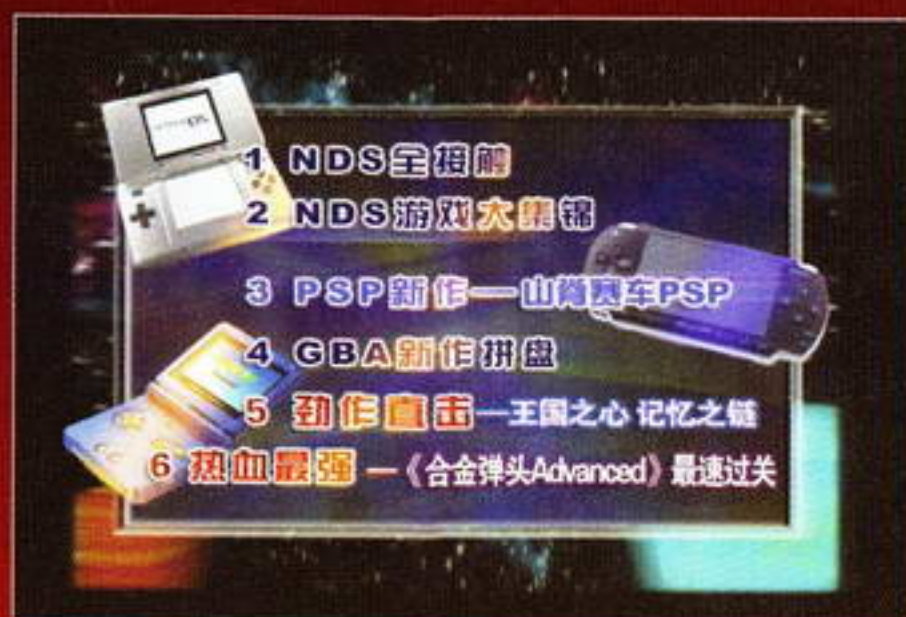 1 NDS全接触
2 NDS游戏大集锦
3 PSP新作——山脊赛车PSP
4 GBA新作拼盘
5 劲作直击—王国之心 记忆之链
6 热血最强 —《合金弹头Advanced》最速过关